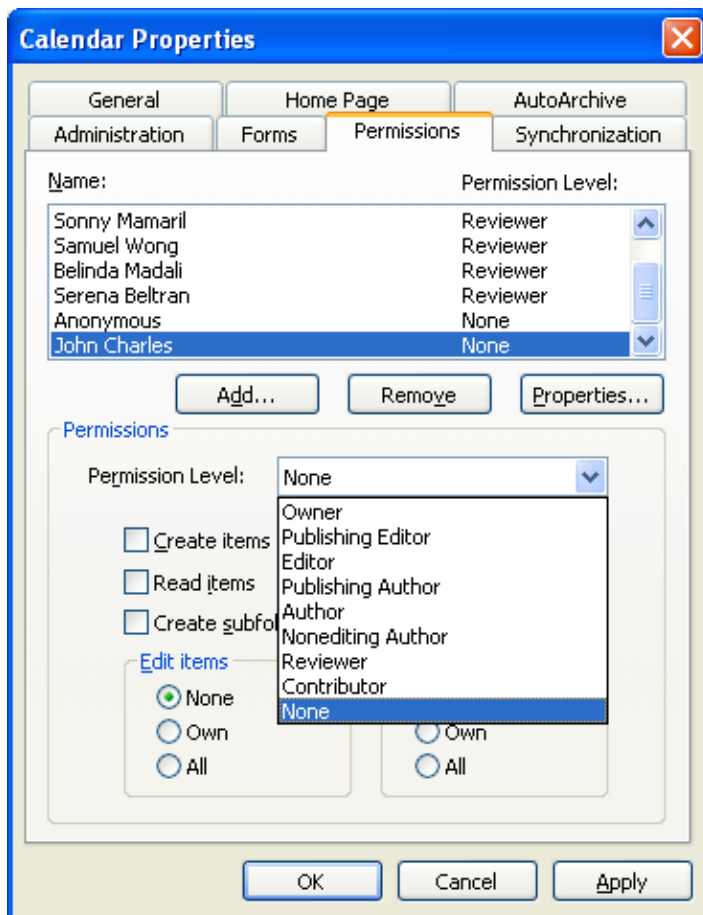 Calendar Properties
General Home Page AutoArchive
Administration Forms Permissions Synchronization
Name: Permission Level:
Sonny Mamaril Reviewer
Samuel Wong Reviewer
Belinda Madali Reviewer
Serena Beltran Reviewer
Anonymous None
John Charles None
Add... Remove Properties...
Permissions
Permission Level: None
Owner
Create items Publishing Editor
Editor
Read items Publishing Author
Author
Create subfol Nonediting Author
Edit items Reviewer
None Contributor
None
Own Own
All All
OK Cancel Apply